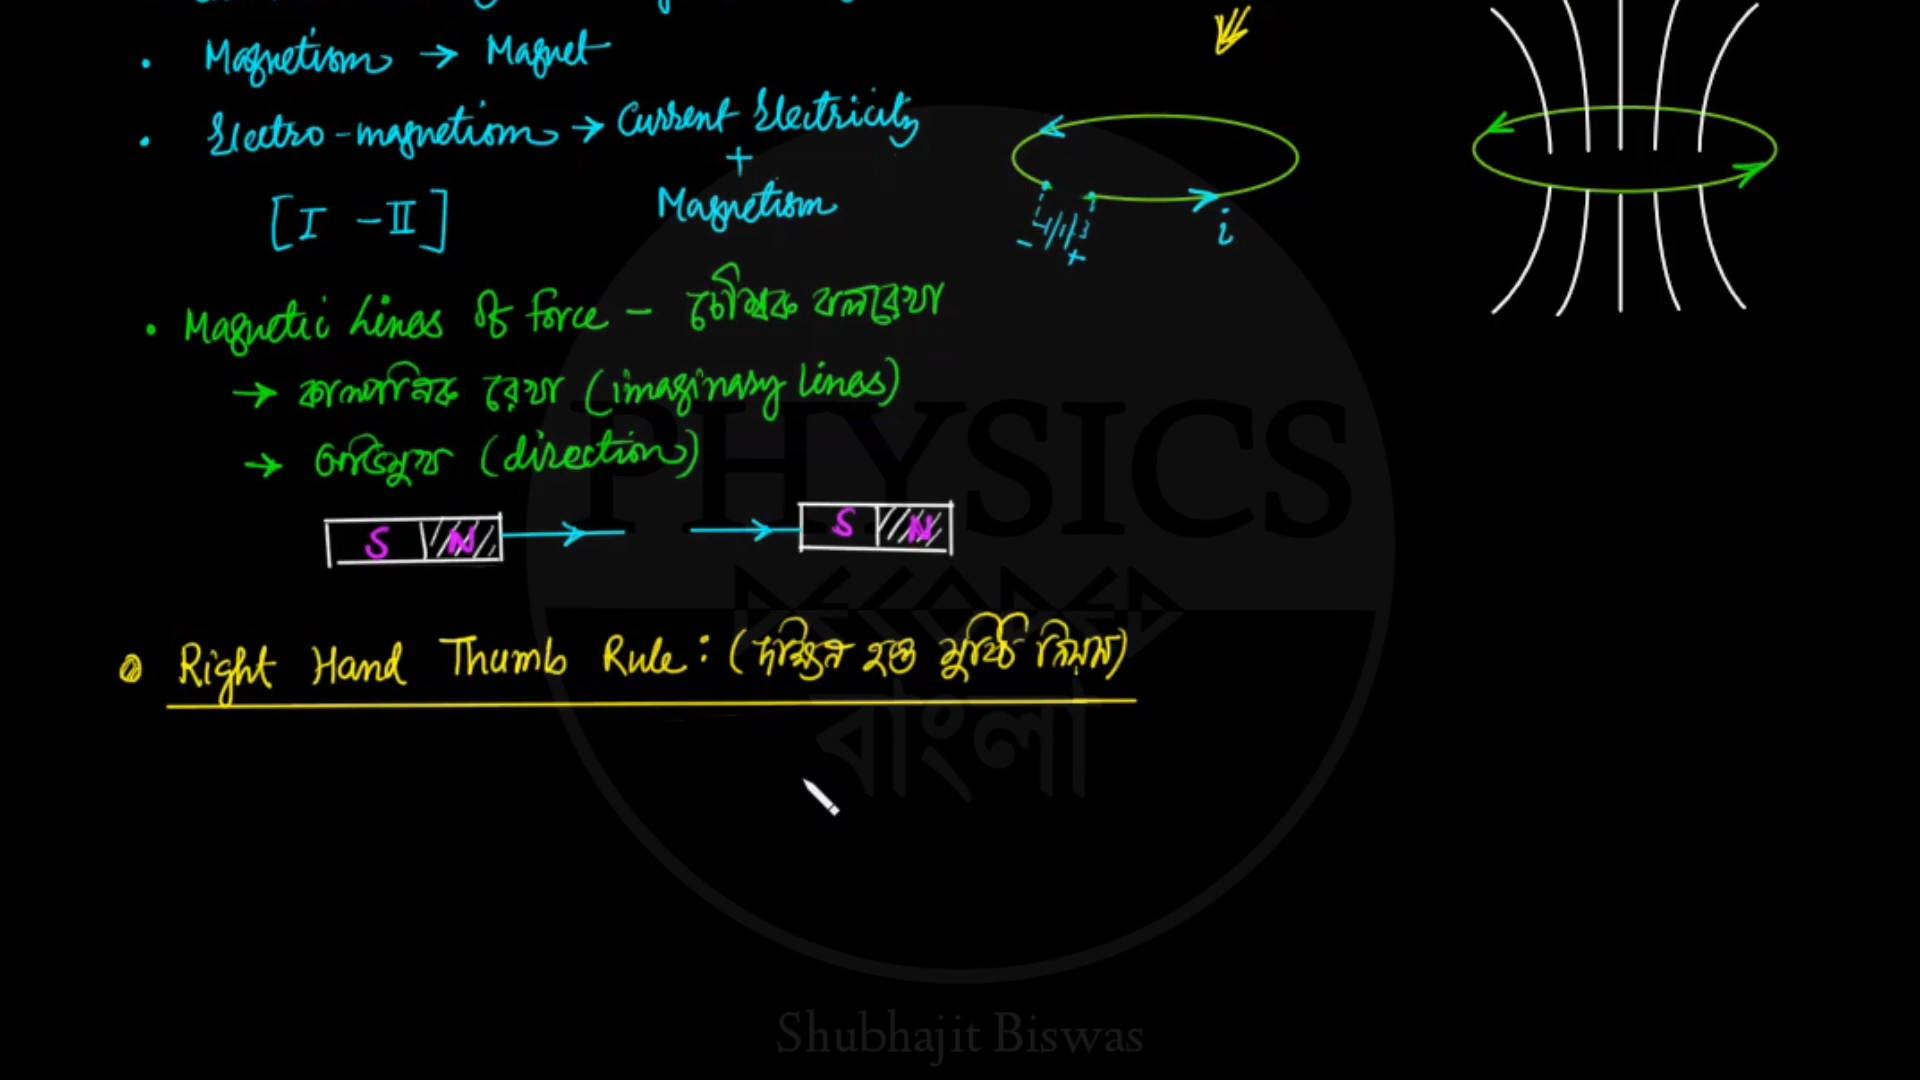 • Magnetism → Magnet
• Electro-magnetism → Current Electricity
+
Magnetism
[I - II]
i
- +
• Magnetic Lines of force - চৌম্বক বলরেখা
→ কাল্পনিক রেখা (imaginary lines)
→ অভিমুখ (direction)
S N S N
Right Hand Thumb Rule: (দক্ষিণ হস্ত মুষ্টি নিয়ম)
PHYSICS
DECODED
বাংলা
Shubhajit Biswas